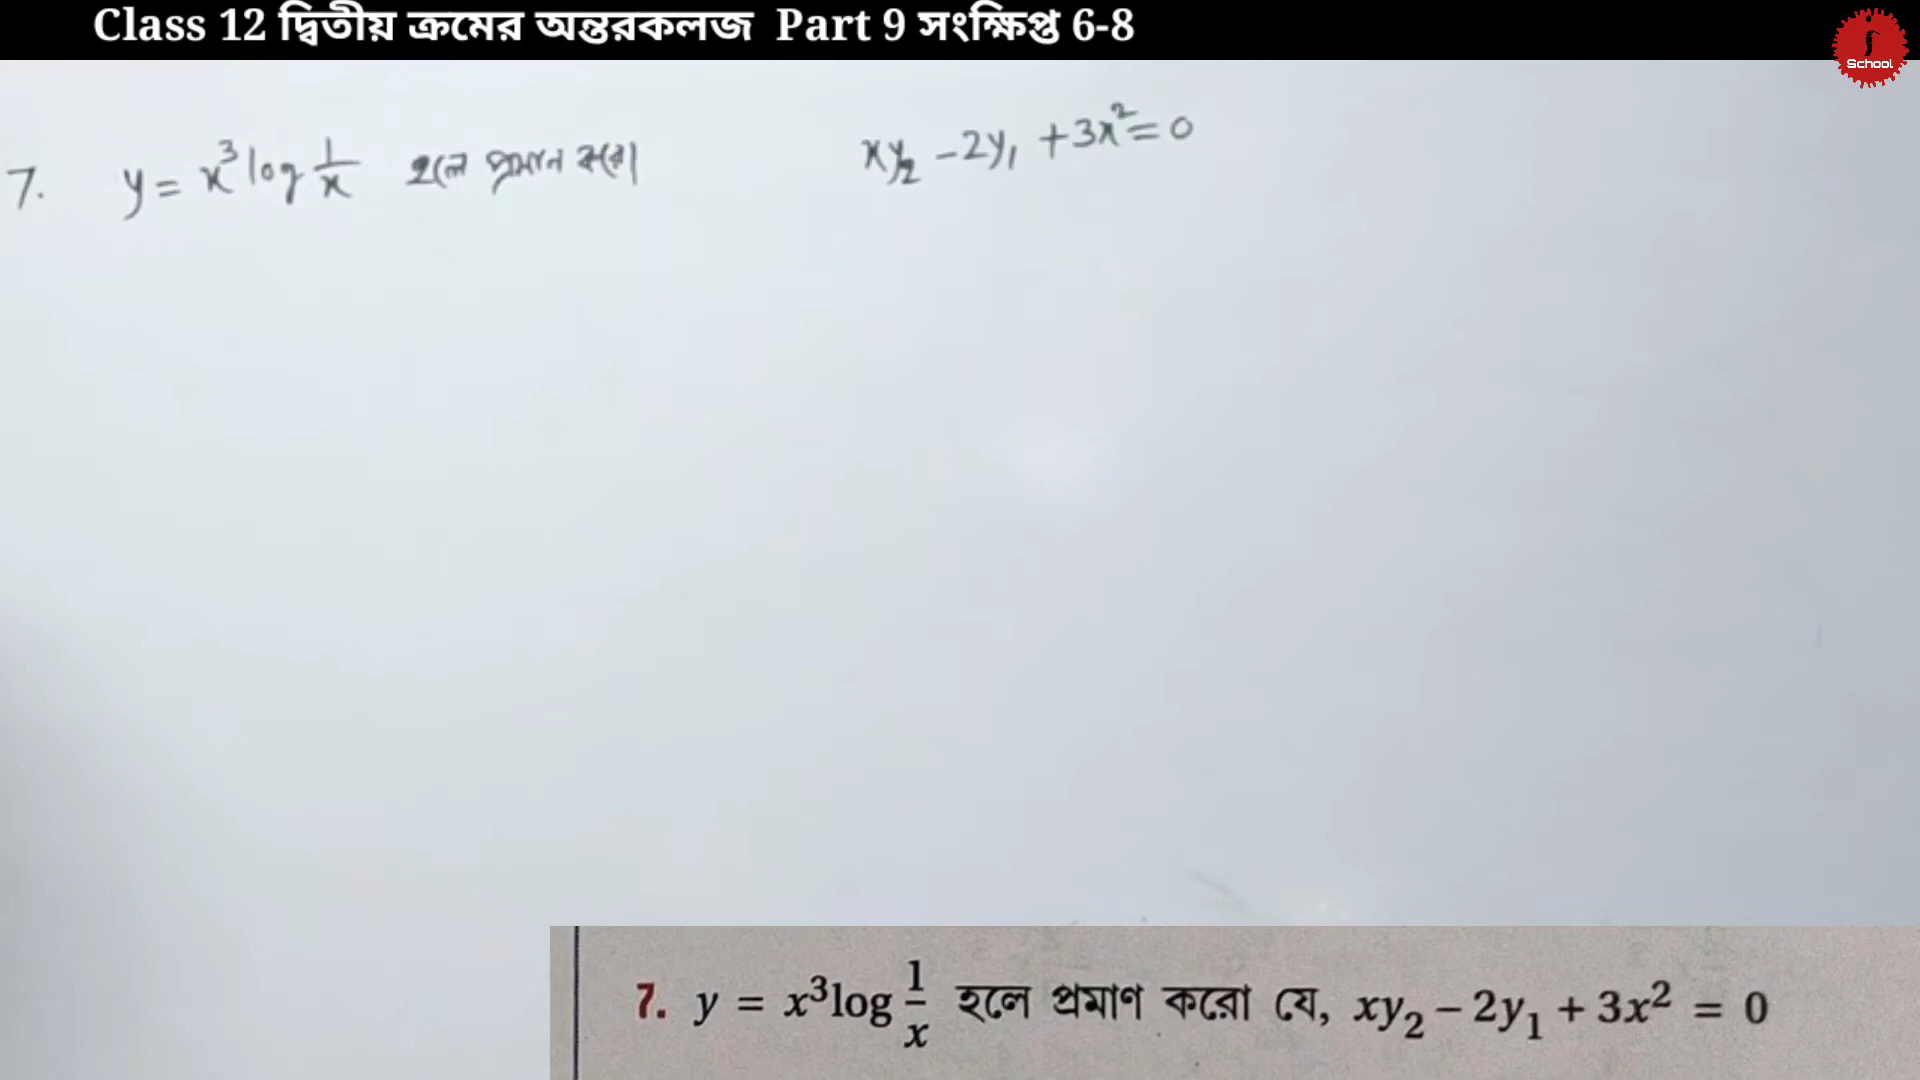 Class 12 দ্বিতীয় ক্রমের অন্তরকলজ Part 9 সংক্ষিপ্ত 6-8
School
7. y = x³ log 1/x হলে প্রমান করো xy₂ - 2y₁ + 3x² = 0
7. y = x³log 1/x হলে প্রমাণ করো যে, xy₂ − 2y₁ + 3x² = 0